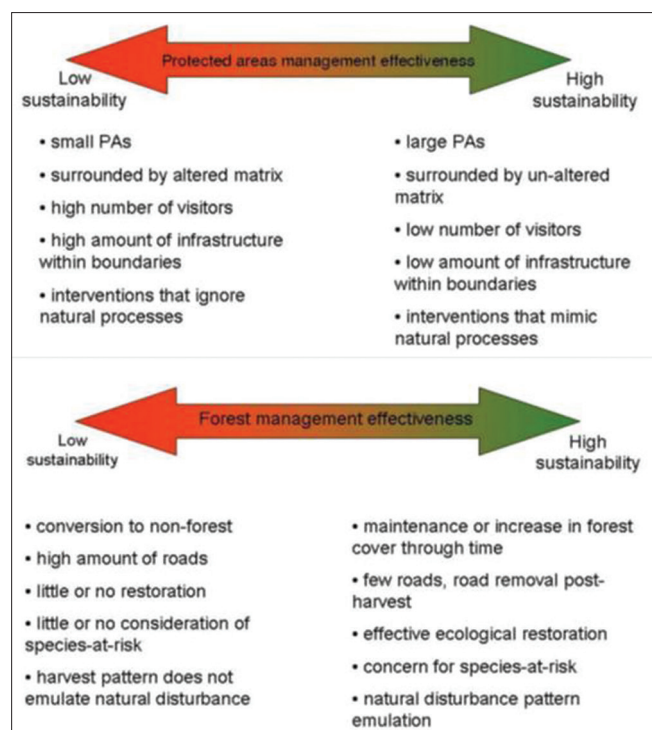 Protected areas management effectiveness
Low
sustainability
High
sustainability
• small PAs
• surrounded by altered matrix
• high number of visitors
• high amount of infrastructure
within boundaries
• interventions that ignore
natural processes
• large PAs
• surrounded by un-altered
matrix
• low number of visitors
• low amount of infrastructure
within boundaries
• interventions that mimic
natural processes
Forest management effectiveness
Low
sustainability
High
sustainability
• conversion to non-forest
• high amount of roads
• little or no restoration
• little or no consideration of
species-at-risk
• harvest pattern does not
emulate natural disturbance
• maintenance or increase in forest
cover through time
• few roads, road removal post-
harvest
• effective ecological restoration
• concern for species-at-risk
• natural disturbance pattern
emulation